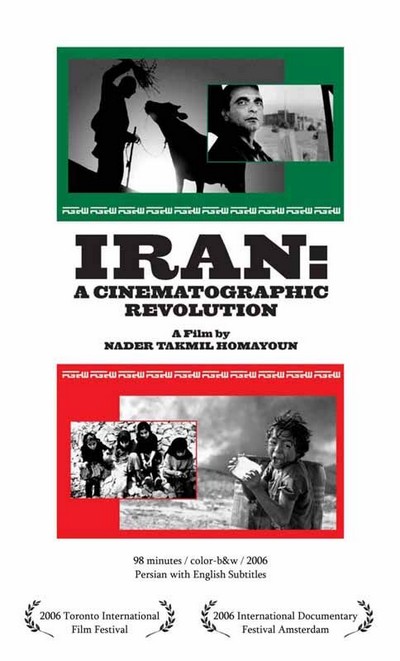 IRAN:
A CINEMATOGRAPHIC
REVOLUTION
A Film by
NADER TAKMIL HOMAYOUN
98 minutes / color-b&w / 2006
Persian with English Subtitles
2006 Toronto International
Film Festival
2006 International Documentary
Festival Amsterdam